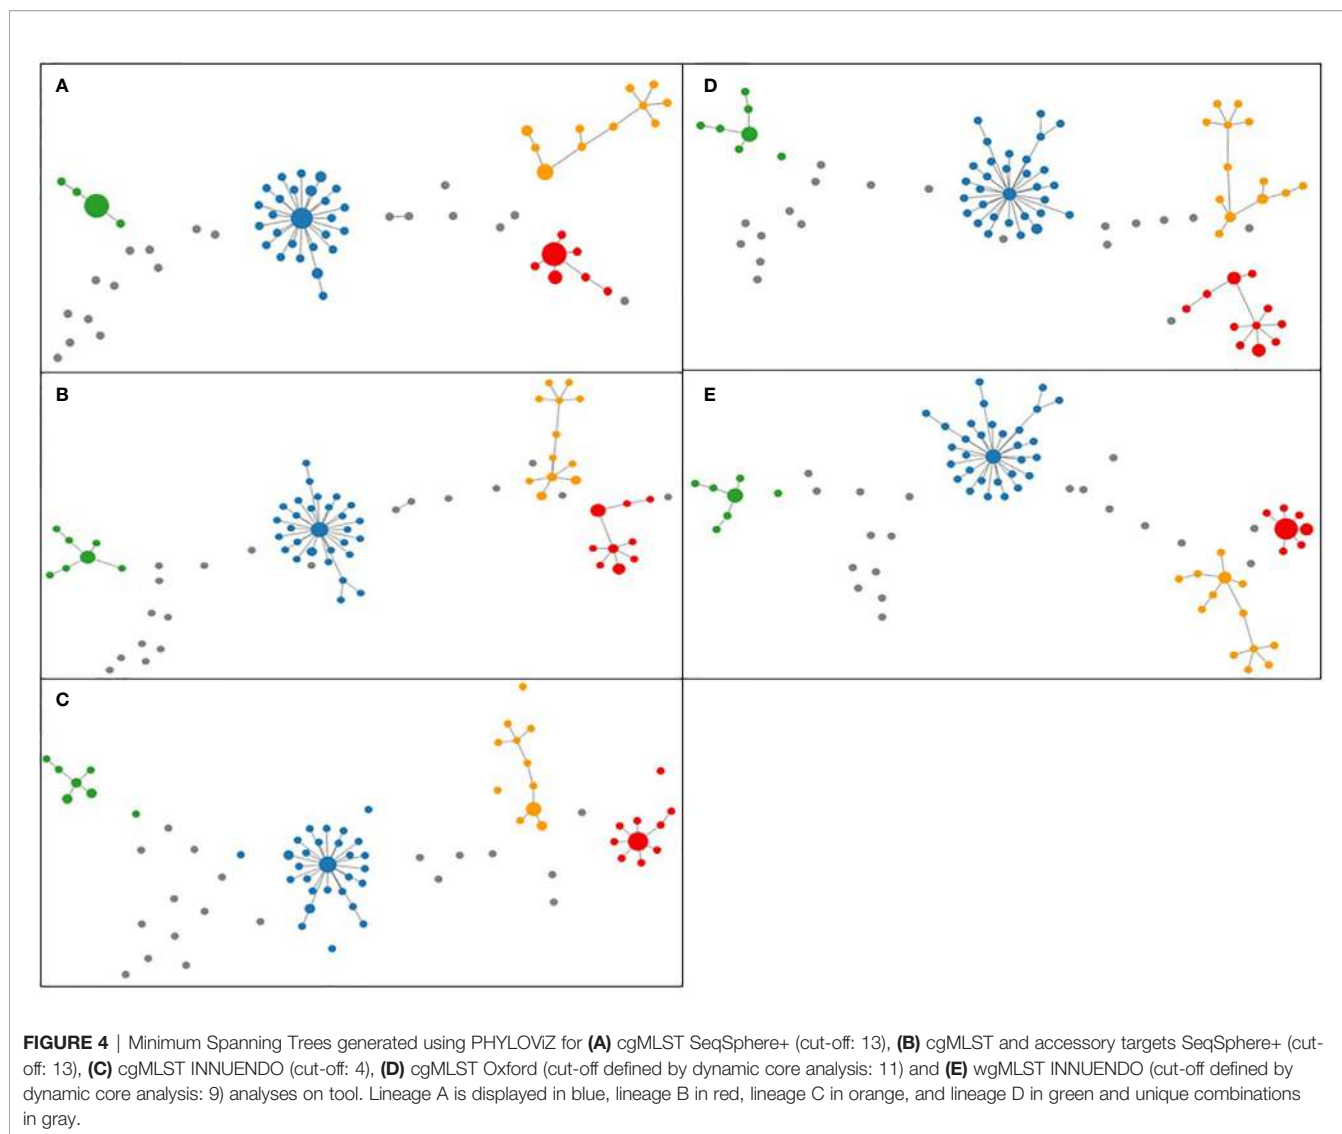 A
D
B
E
C
FIGURE 4 | Minimum Spanning Trees generated using PHYLOViZ for (A) cgMLST SeqSphere+ (cut-off: 13), (B) cgMLST and accessory targets SeqSphere+ (cut-
off: 13), (C) cgMLST INNUENDO (cut-off: 4), (D) cgMLST Oxford (cut-off defined by dynamic core analysis: 11) and (E) wgMLST INNUENDO (cut-off defined by
dynamic core analysis: 9) analyses on tool. Lineage A is displayed in blue, lineage B in red, lineage C in orange, and lineage D in green and unique combinations
in gray.